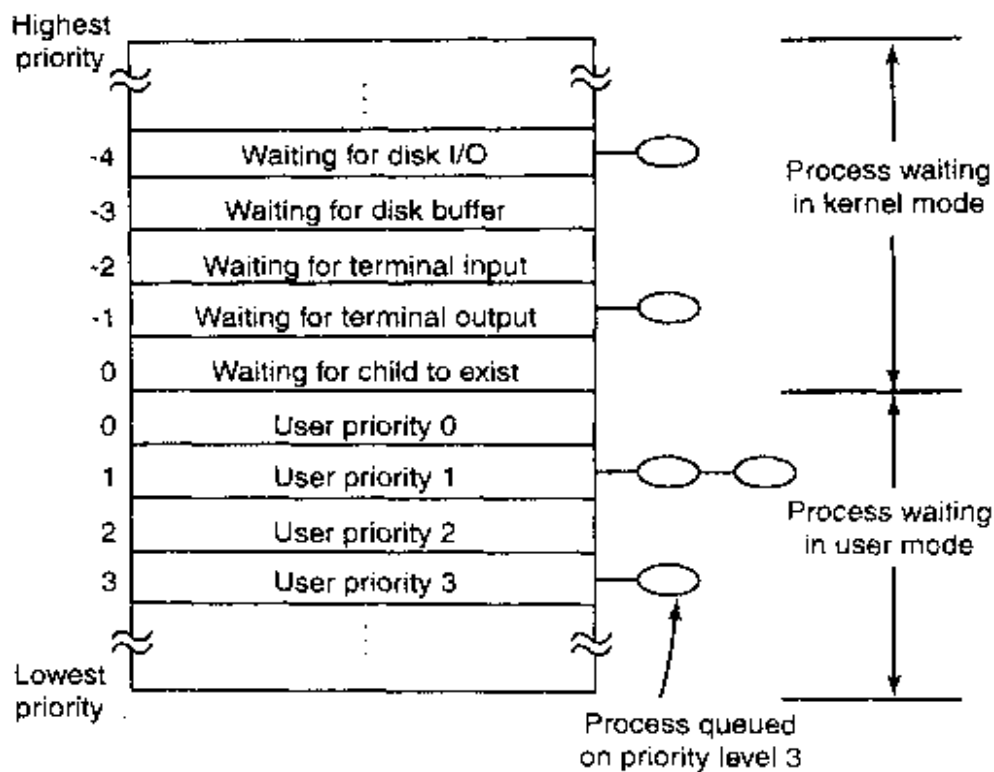 Highest
priority
-4 Waiting for disk I/O
-3 Waiting for disk buffer
-2 Waiting for terminal input
-1 Waiting for terminal output
0 Waiting for child to exist
0 User priority 0
1 User priority 1
2 User priority 2
3 User priority 3
Lowest
priority
Process waiting
in kernel mode
Process waiting
in user mode
Process queued
on priority level 3